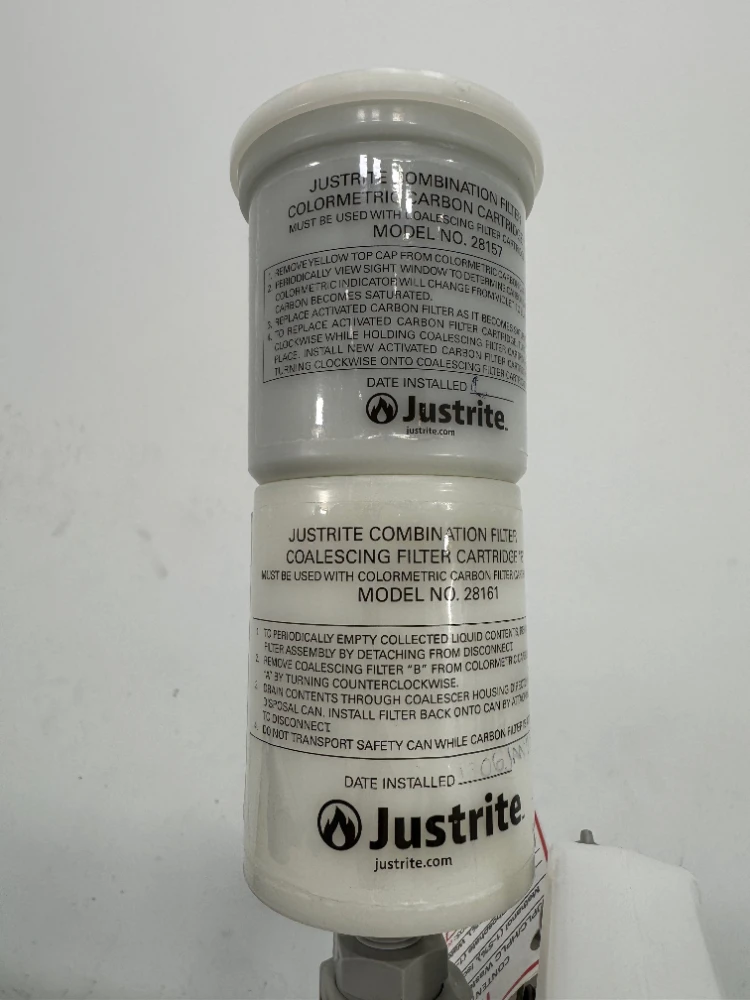 JUSTRITE COMBINATION FILTER
COLORMETRIC CARBON CARTRIDGE
MUST BE USED WITH COALESCING FILTER
MODEL NO. 28157
1. REMOVE YELLOW TOP CAP FROM COLORMETRIC
2. PERIODICALLY VIEW SIGHT WINDOW TO DETERMINE
COLORMETRIC INDICATOR WILL CHANGE FROM
CARBON BECOMES SATURATED.
3. REPLACE ACTIVATED CARBON FILTER AS IT BECOMES
4. TO REPLACE ACTIVATED CARBON FILTER CARTRIDGE
CLOCKWISE WHILE HOLDING COALESCING FILTER
PLACE. INSTALL NEW ACTIVATED CARBON FILTER
TURNING CLOCKWISE ONTO COALESCING FILTER
DATE INSTALLED
Justrite
justrite.com
JUSTRITE COMBINATION FILTER
COALESCING FILTER CARTRIDGE
MUST BE USED WITH COLORMETRIC CARBON FILTER
MODEL NO. 28161
1. TO PERIODICALLY EMPTY COLLECTED LIQUID CONTENTS,
FILTER ASSEMBLY BY DETACHING FROM DISCONNECT.
2. REMOVE COALESCING FILTER "B" FROM COLORMETRIC
"A" BY TURNING COUNTERCLOCKWISE.
3. DRAIN CONTENTS THROUGH COALESCER HOUSING
DISPOSAL CAN. INSTALL FILTER BACK ONTO CAN BY
TO DISCONNECT.
4. DO NOT TRANSPORT SAFETY CAN WHILE CARBON FILTER IS
DATE INSTALLED
Justrite
justrite.com
Methanol (1-5%)